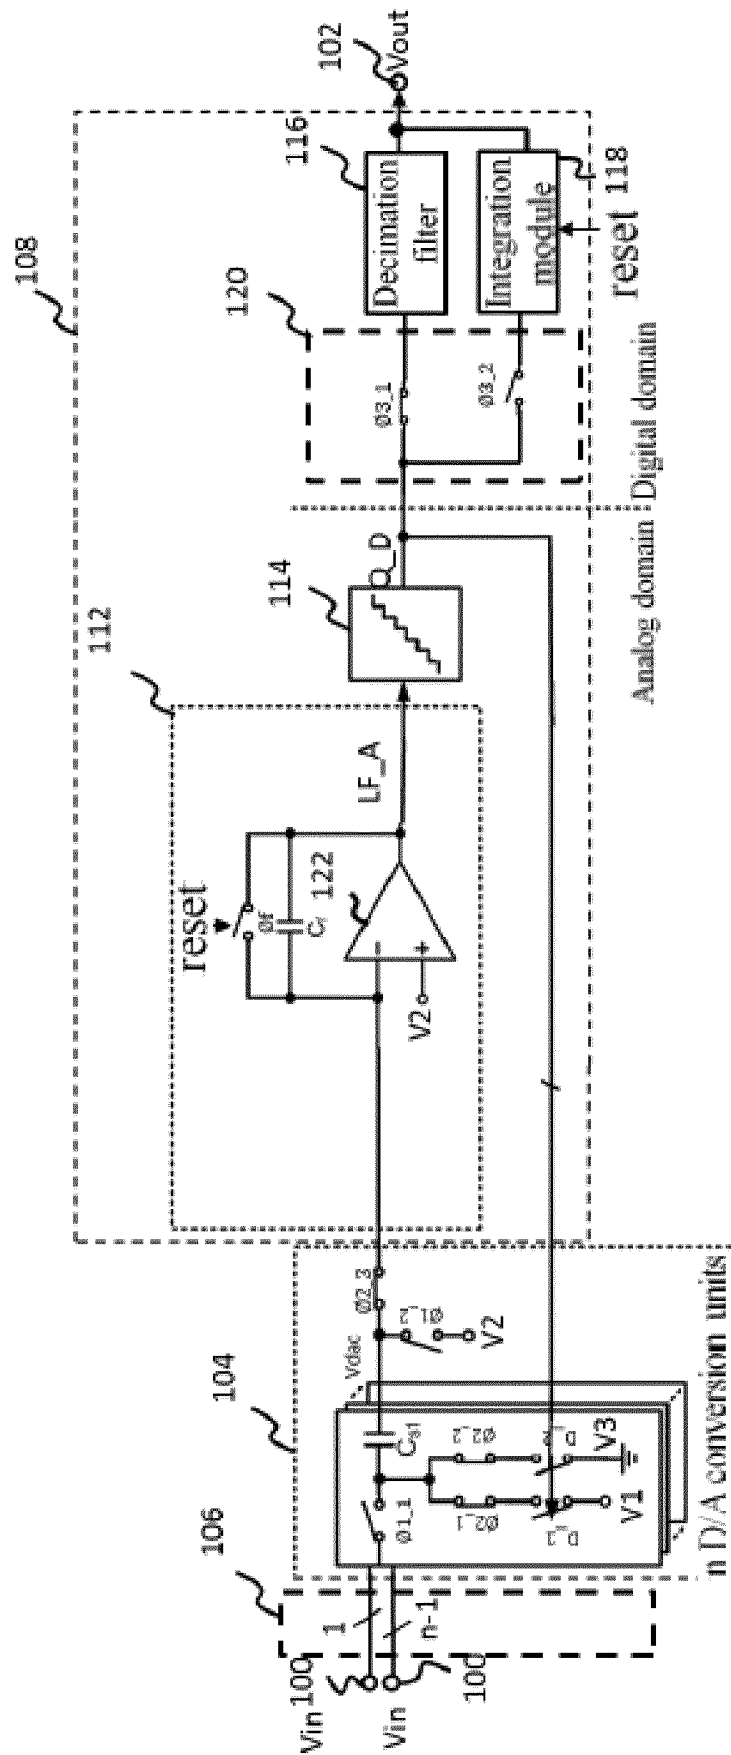 102
Vout
116
Decimation
filter
118
Integration
module
reset
108
120
Ø3_1
Ø3_2
Digital domain
Analog domain
Q_D
114
112
LF_A
reset
Øf
Cf
122
−
+
V2
104
Ø2_3
Vdac
Ø1_2
V2
Cs1
Ø1_1
Ø2_2
Ø2_1
V3
D_1
V1
n D/A conversion units
106
1
n-1
100
Vin
100
Vin